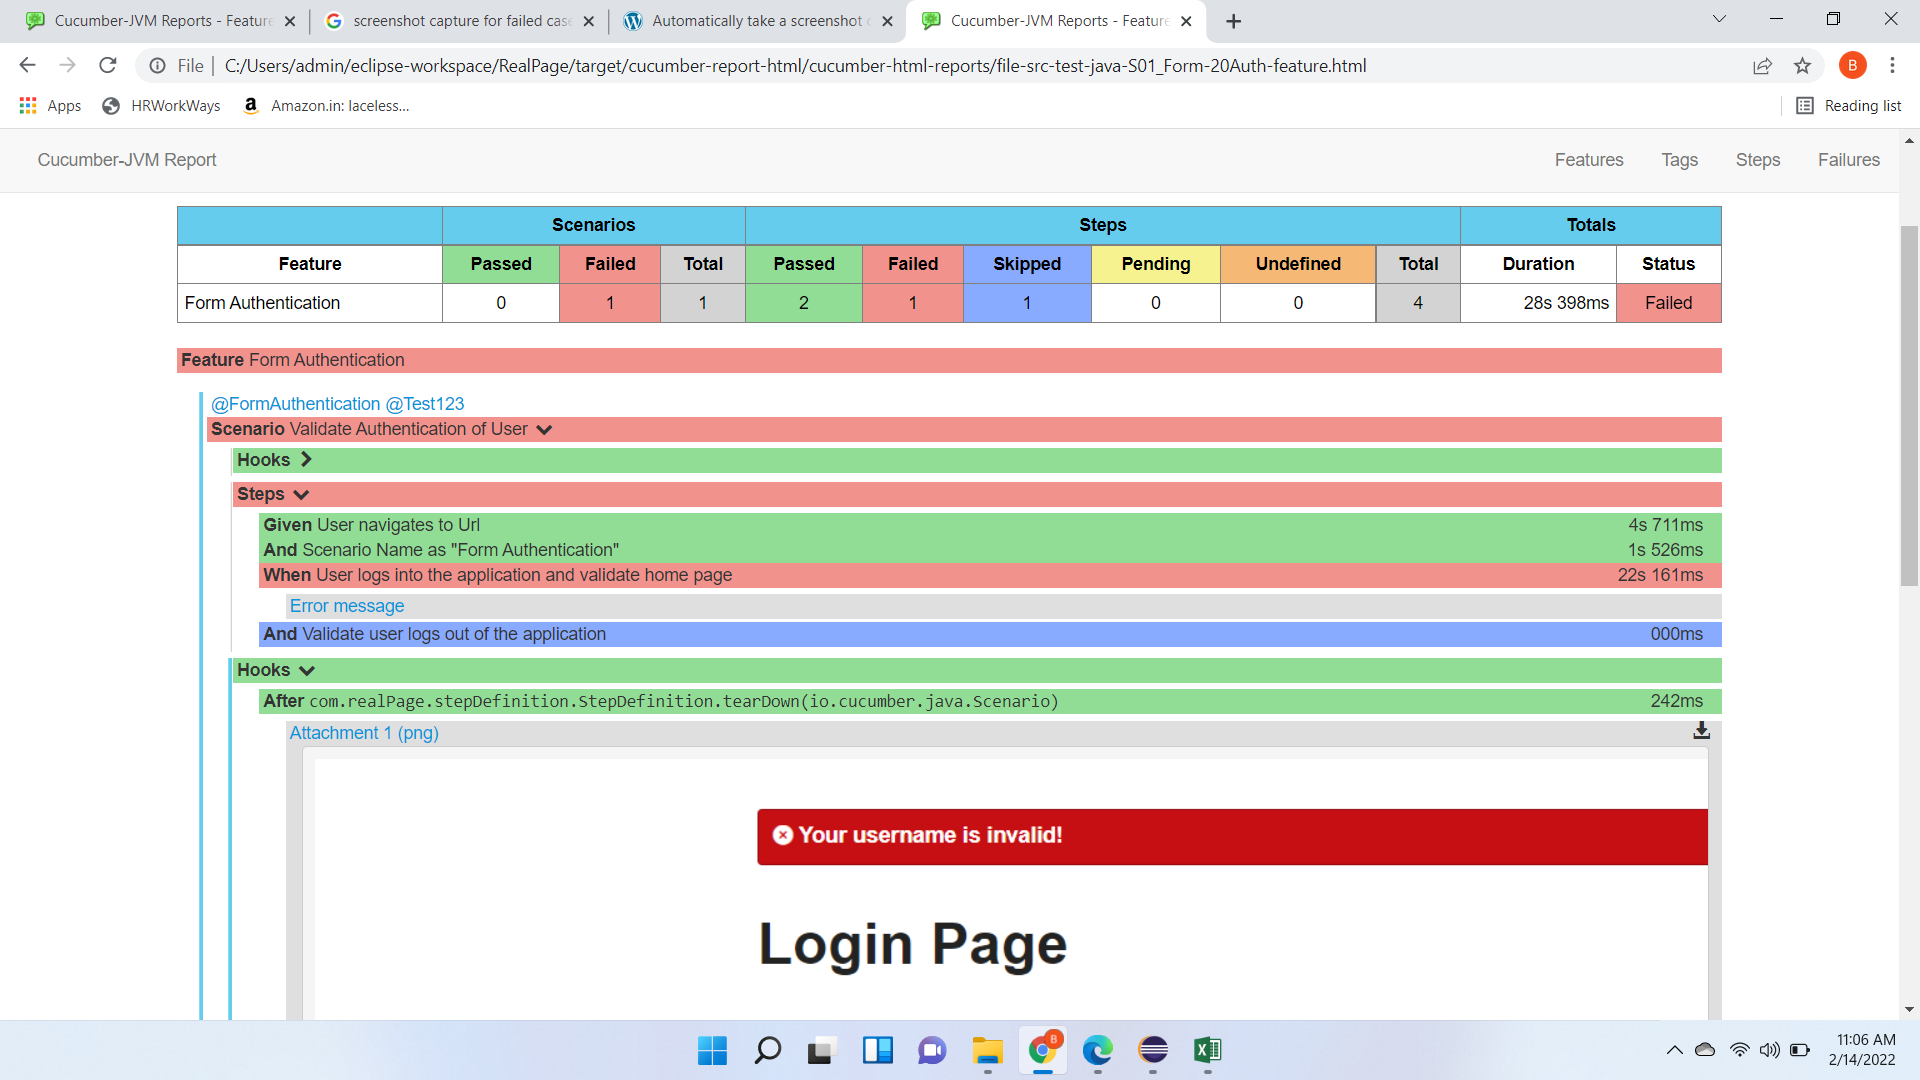 Cucumber-JVM Reports - Feature
screenshot capture for failed case
Automatically take a screenshot o
Cucumber-JVM Reports - Feature
File | C:/Users/admin/eclipse-workspace/RealPage/target/cucumber-report-html/cucumber-html-reports/file-src-test-java-S01_Form-20Auth-feature.html
B
Apps HRWorkWays Amazon.in: laceless... Reading list
Cucumber-JVM Report Features Tags Steps Failures
Scenarios Steps Totals
Feature Passed Failed Total Passed Failed Skipped Pending Undefined Total Duration Status
Form Authentication 0 1 1 2 1 1 0 0 4 28s 398ms Failed
Feature Form Authentication
@FormAuthentication @Test123
Scenario Validate Authentication of User
Hooks
Steps
Given User navigates to Url 4s 711ms
And Scenario Name as "Form Authentication" 1s 526ms
When User logs into the application and validate home page 22s 161ms
Error message
And Validate user logs out of the application 000ms
Hooks
After com.realPage.stepDefinition.StepDefinition.tearDown(io.cucumber.java.Scenario) 242ms
Attachment 1 (png)
Your username is invalid!
Login Page
B
11:06 AM
2/14/2022